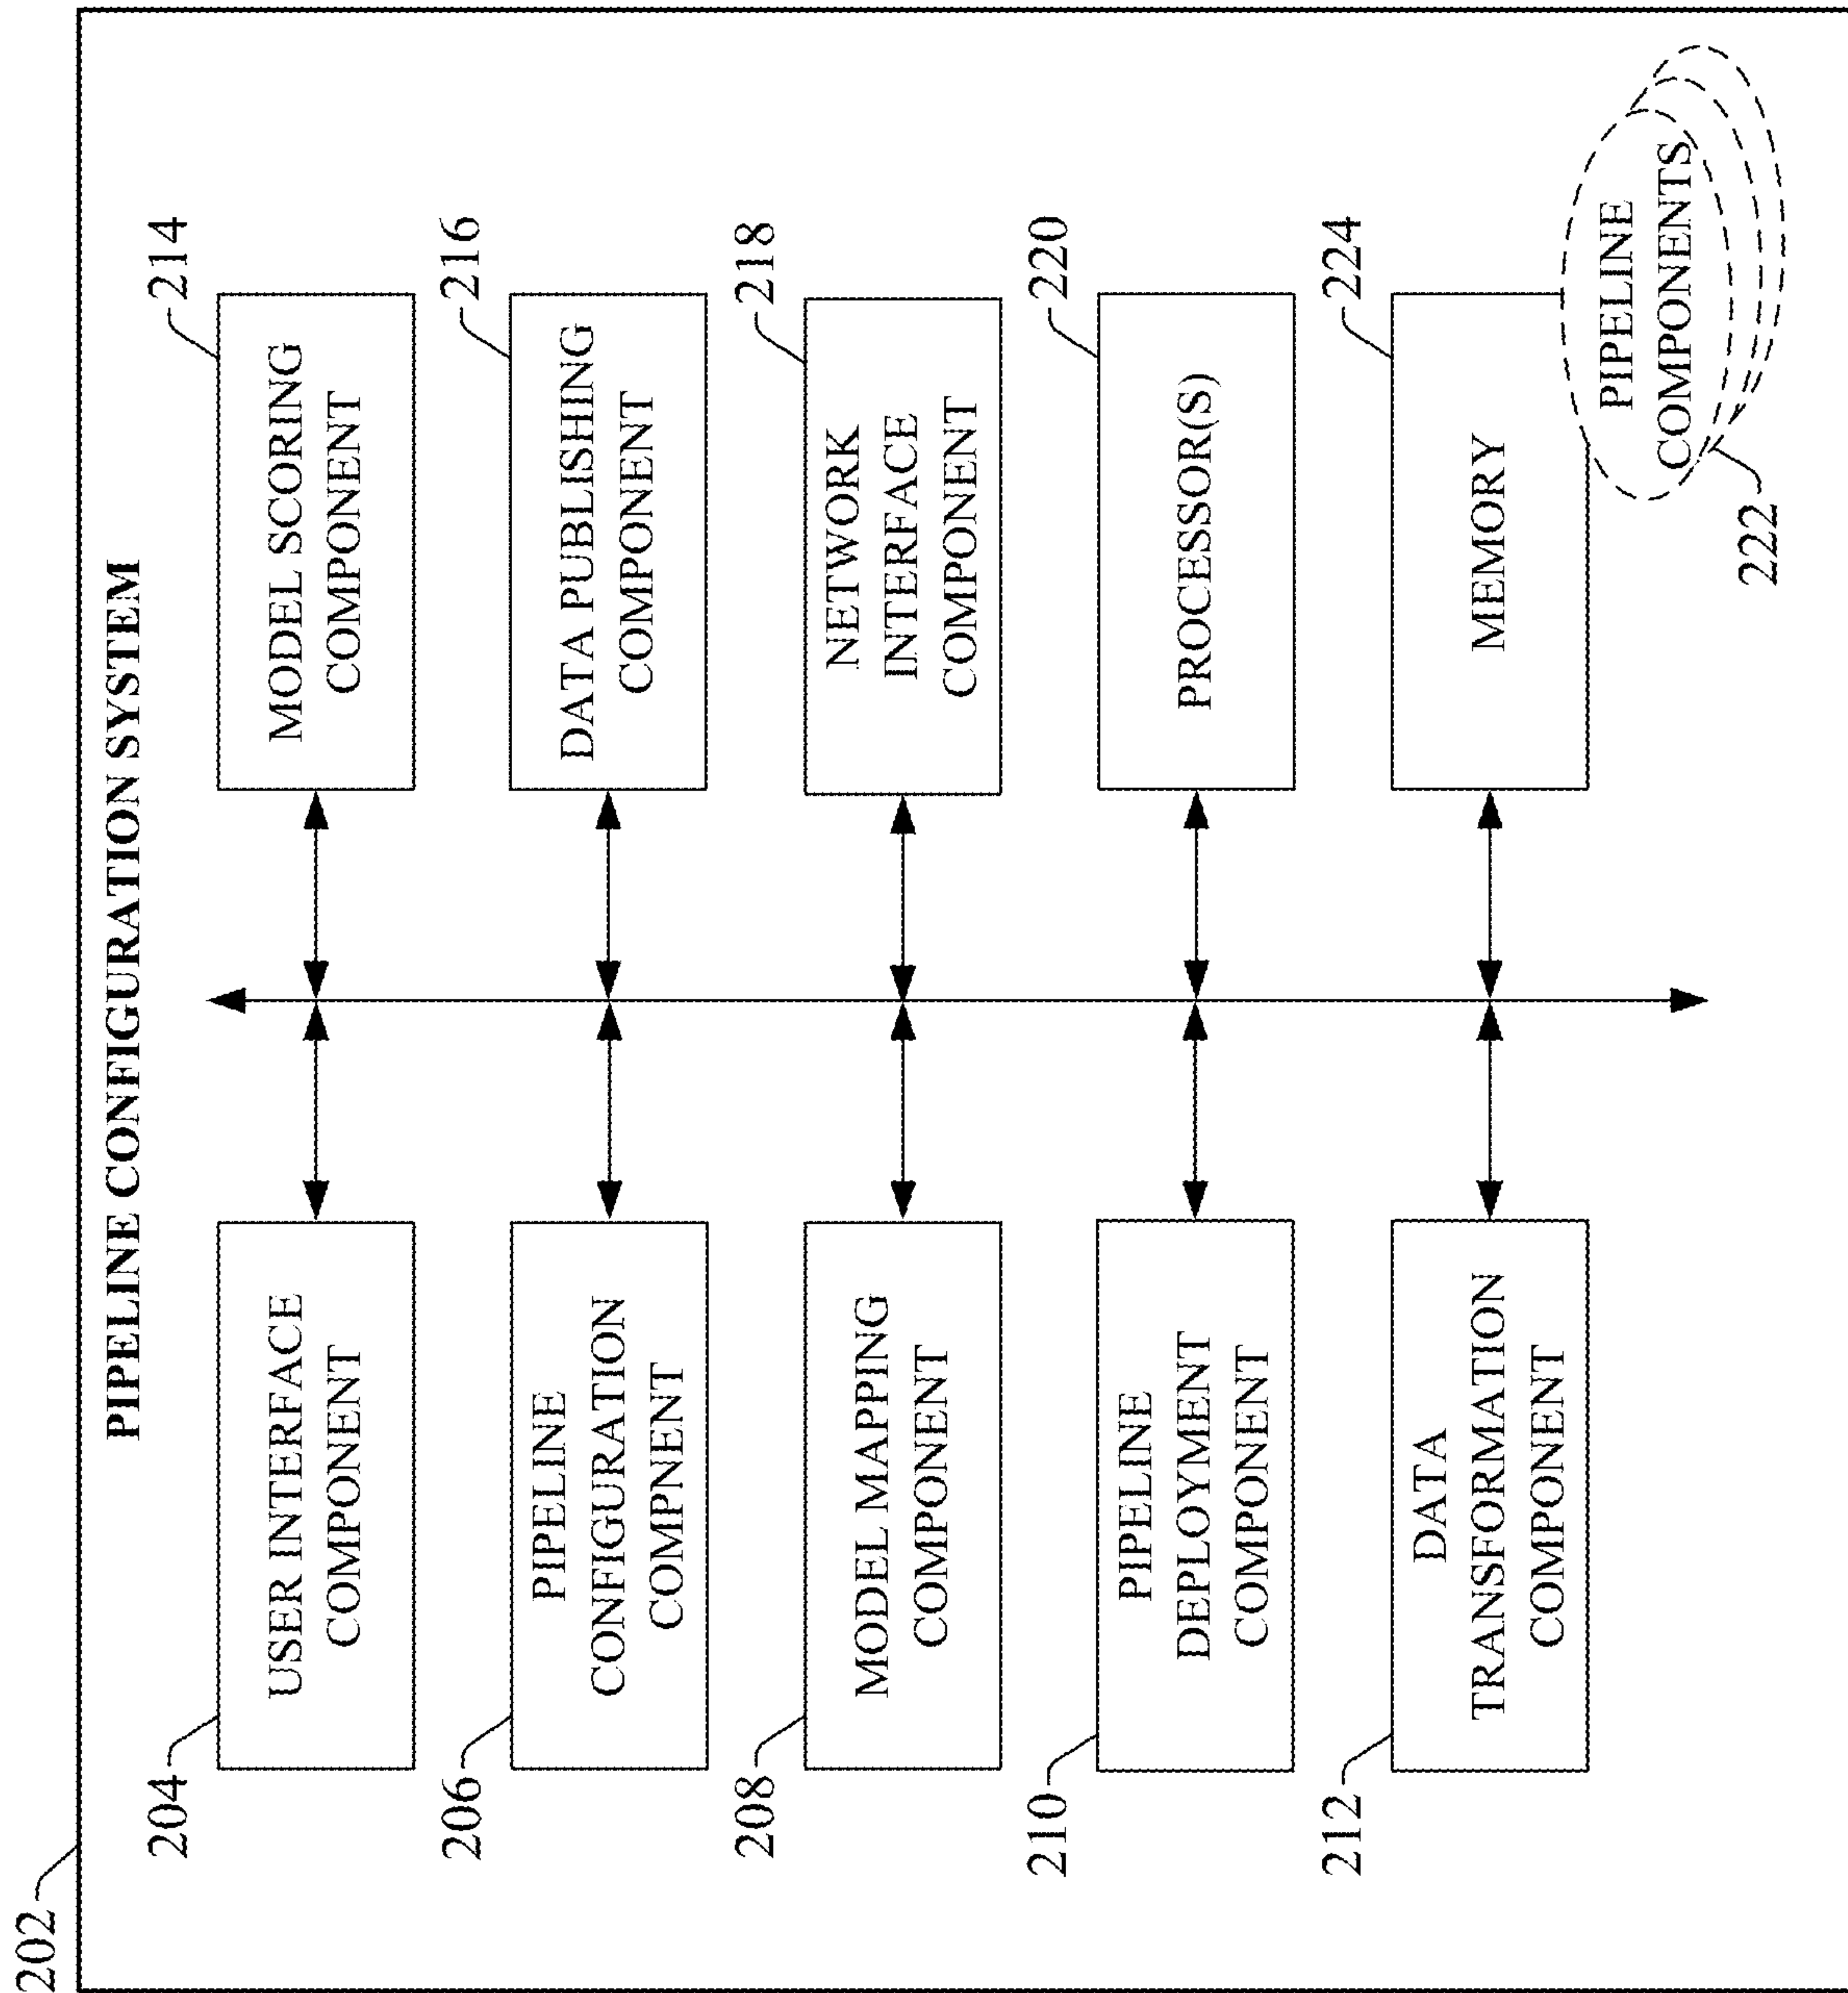 202
PIPELINE CONFIGURATION SYSTEM
204
USER INTERFACE
COMPONENT
206
PIPELINE
CONFIGURATION
COMPNENT
208
MODEL MAPPING
COMPONENT
210
PIPELINE
DEPLOYMENT
COMPONENT
212
DATA
TRANSFORMATION
COMPONENT
214
MODEL SCORING
COMPONENT
216
DATA PUBLISHING
COMPONENT
218
NETWORK
INTERFACE
COMPONENT
220
PROCESSOR(S)
224
MEMORY
PIPELINE
COMPONENTS
222